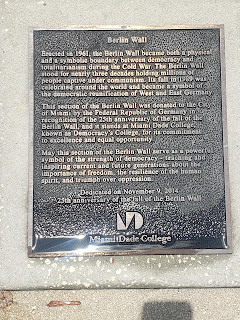 Berlin Wall
Erected in 1961, the Berlin Wall became both a physical
and a symbolic boundary between democracy and
totalitarianism during the Cold War. The Berlin Wall
stood for nearly three decades holding millions of
people captive under communism. Its fall in 1989 was
celebrated around the world and became a symbol of
the democratic reunification of West and East Germany.
This section of the Berlin Wall was donated to the City
of Miami by the Federal Republic of Germany in
recognition of the 25th anniversary of the fall of the
Berlin Wall, and it stands at Miami Dade College,
known as Democracy's College, for its commitment
to excellence and equal opportunity.
May this section of the Berlin Wall serve as a powerful
symbol of the strength of democracy—teaching and
inspiring current and future generations about the
importance of freedom, the resilience of the human
spirit, and triumph over oppression.
Dedicated on November 9, 2014
25th anniversary of the fall of the Berlin Wall
MD
Miami Dade College